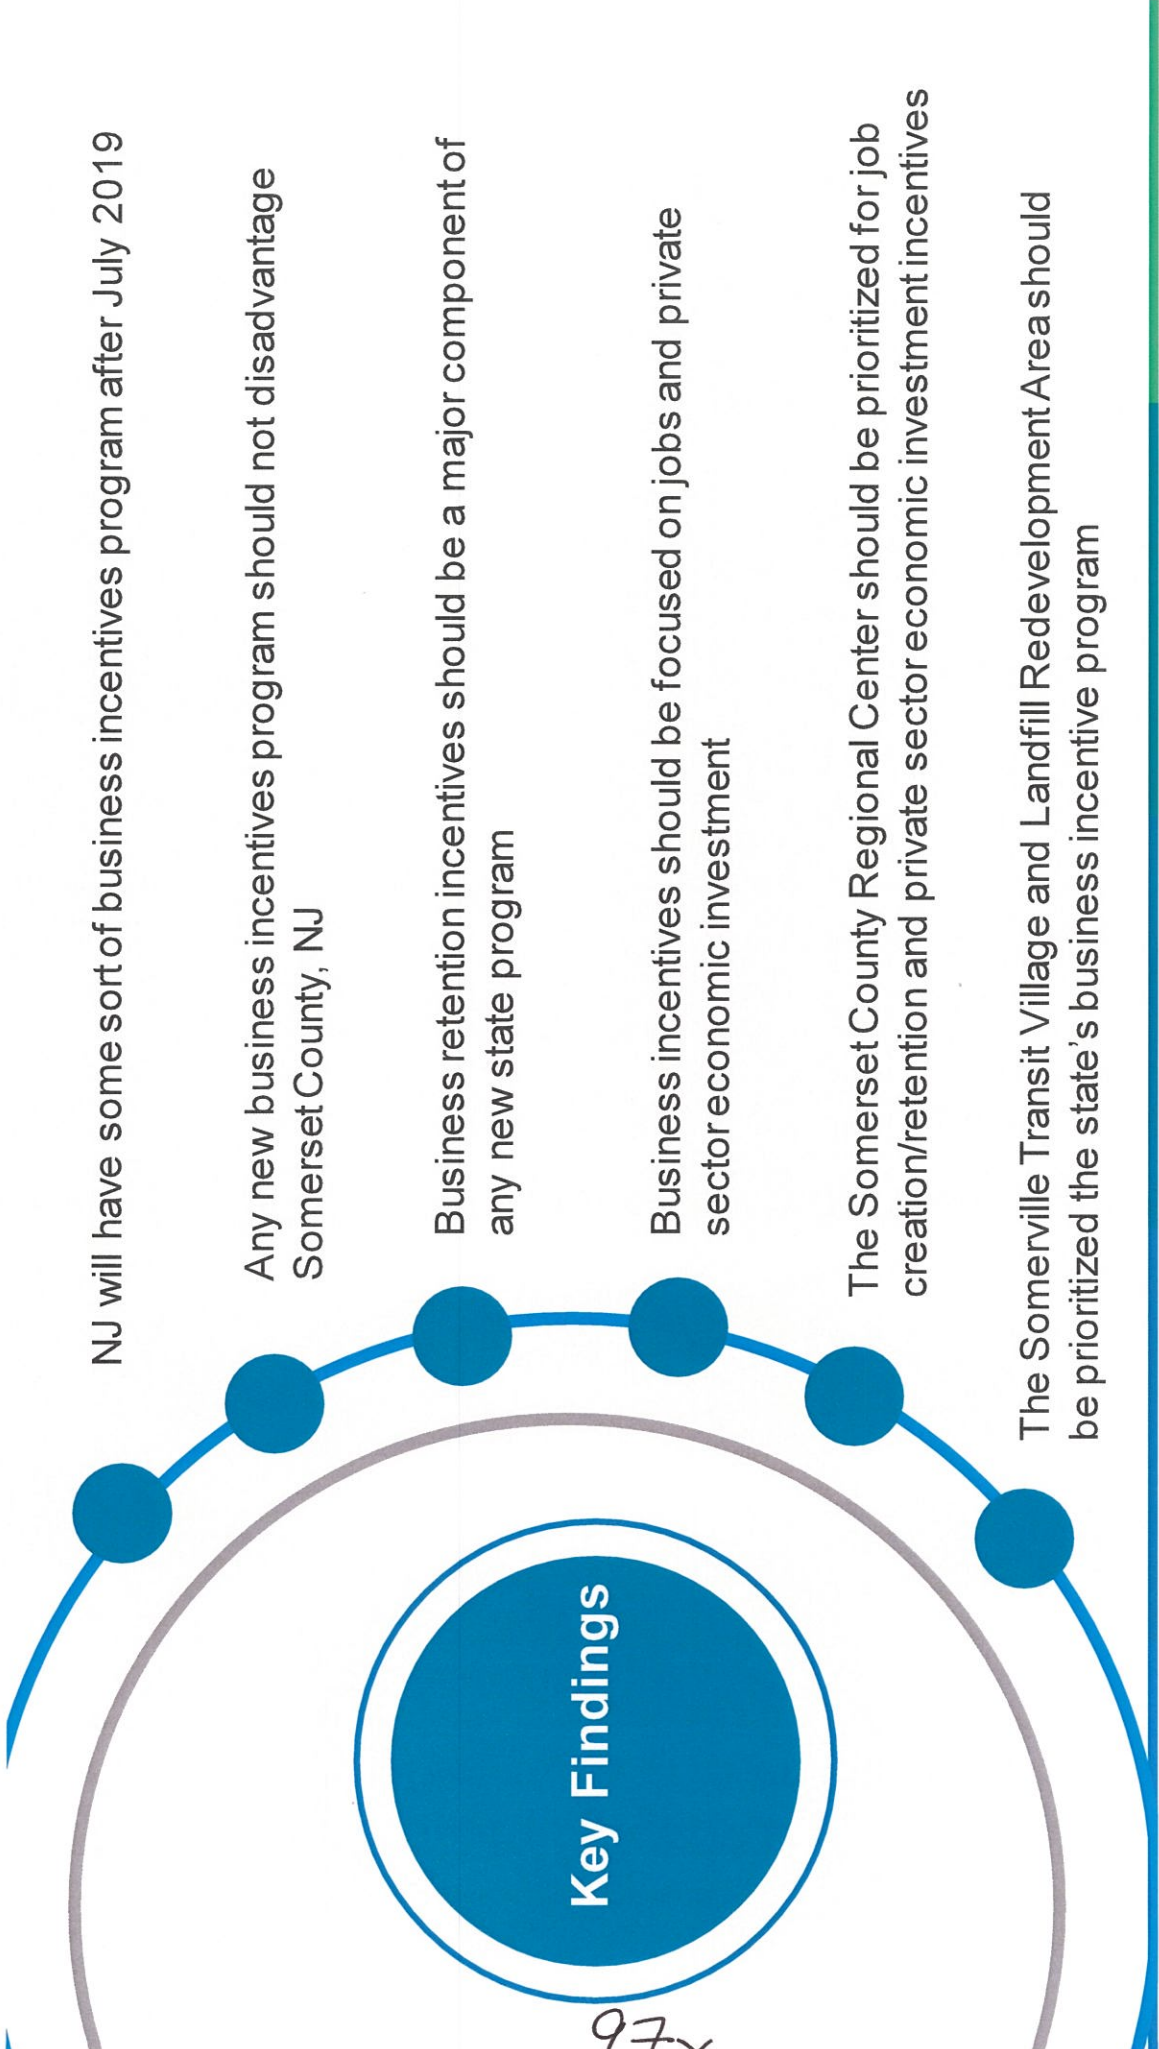 Key Findings
NJ will have some sort of business incentives program after July 2019
Any new business incentives program should not disadvantage
Somerset County, NJ
Business retention incentives should be a major component of
any new state program
Business incentives should be focused on jobs and private
sector economic investment
The Somerset County Regional Center should be prioritized for job
creation/retention and private sector economic investment incentives
The Somerville Transit Village and Landfill Redevelopment Area should
be prioritized the state's business incentive program
97x